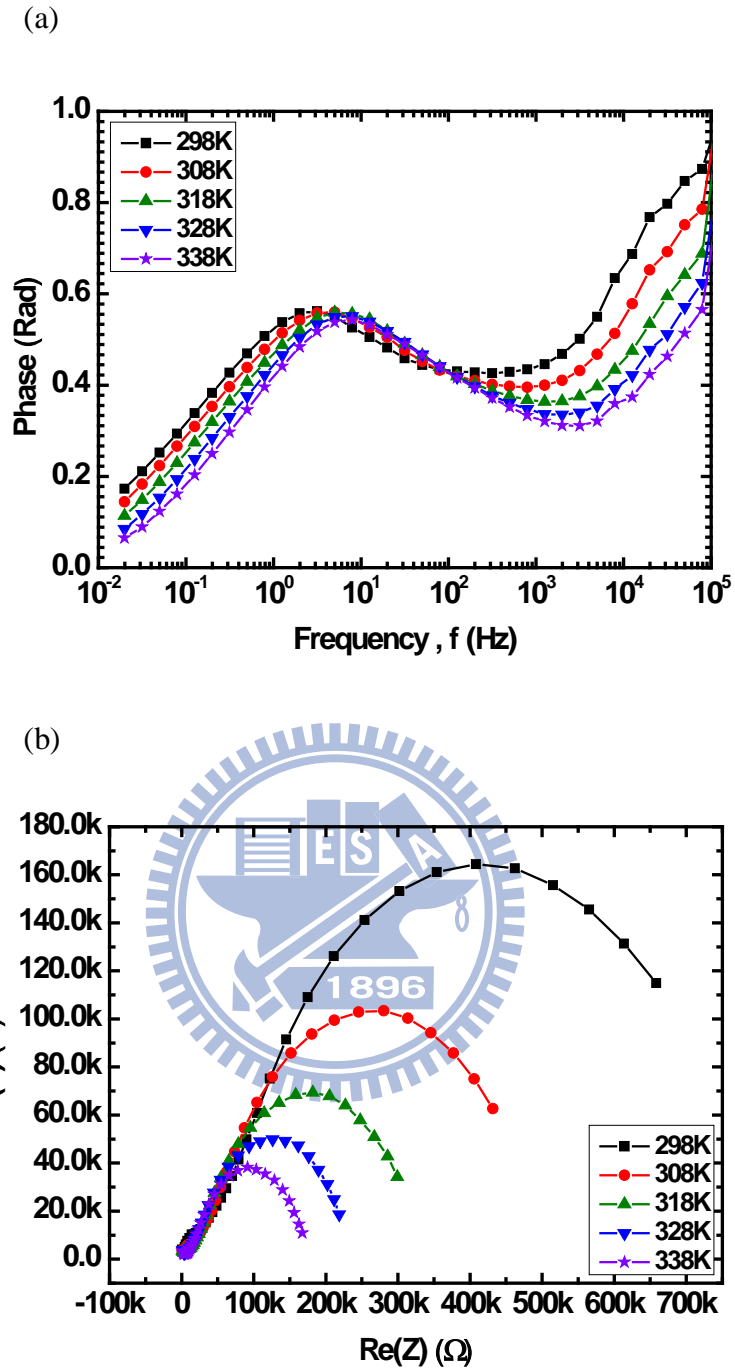 (a)
1.0
0.8
0.6
0.4
0.2
0.0
Phase (Rad)
298K
308K
318K
328K
338K
10-2 10-1 100 101 102 103 104 105
Frequency , f (Hz)
(b)
180.0k
160.0k
140.0k
120.0k
100.0k
80.0k
60.0k
40.0k
20.0k
0.0
E S A
1896
298K
308K
318K
328K
338K
-100k 0 100k 200k 300k 400k 500k 600k 700k
Re(Z) (Ω)